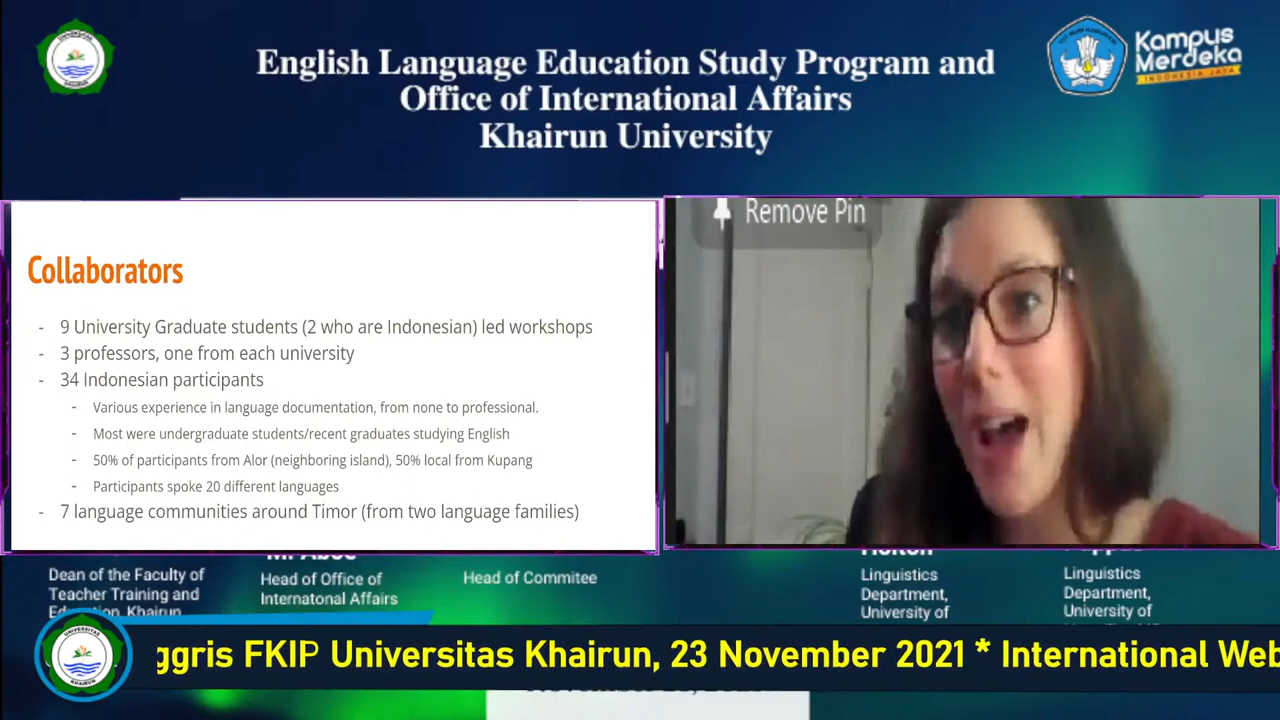 English Language Education Study Program and
Office of International Affairs
Khairun University
Kampus
Merdeka
INDONESIA JAYA
Remove Pin
Collaborators
- 9 University Graduate students (2 who are Indonesian) led workshops
- 3 professors, one from each university
- 34 Indonesian participants
- Various experience in language documentation, from none to professional.
- Most were undergraduate students/recent graduates studying English
- 50% of participants from Alor (neighboring island), 50% local from Kupang
- Participants spoke 20 different languages
- 7 language communities around Timor (from two language families)
Dean of the Faculty of
Teacher Training and
Khairun
Head of Office of
Internatonal Affairs
Head of Commitee
Holton
Linguistics
Department,
University of
Linguistics
Department,
University of
UNIVERSITAS
KHAIRUN
ggris FKIP Universitas Khairun, 23 November 2021 * International Web